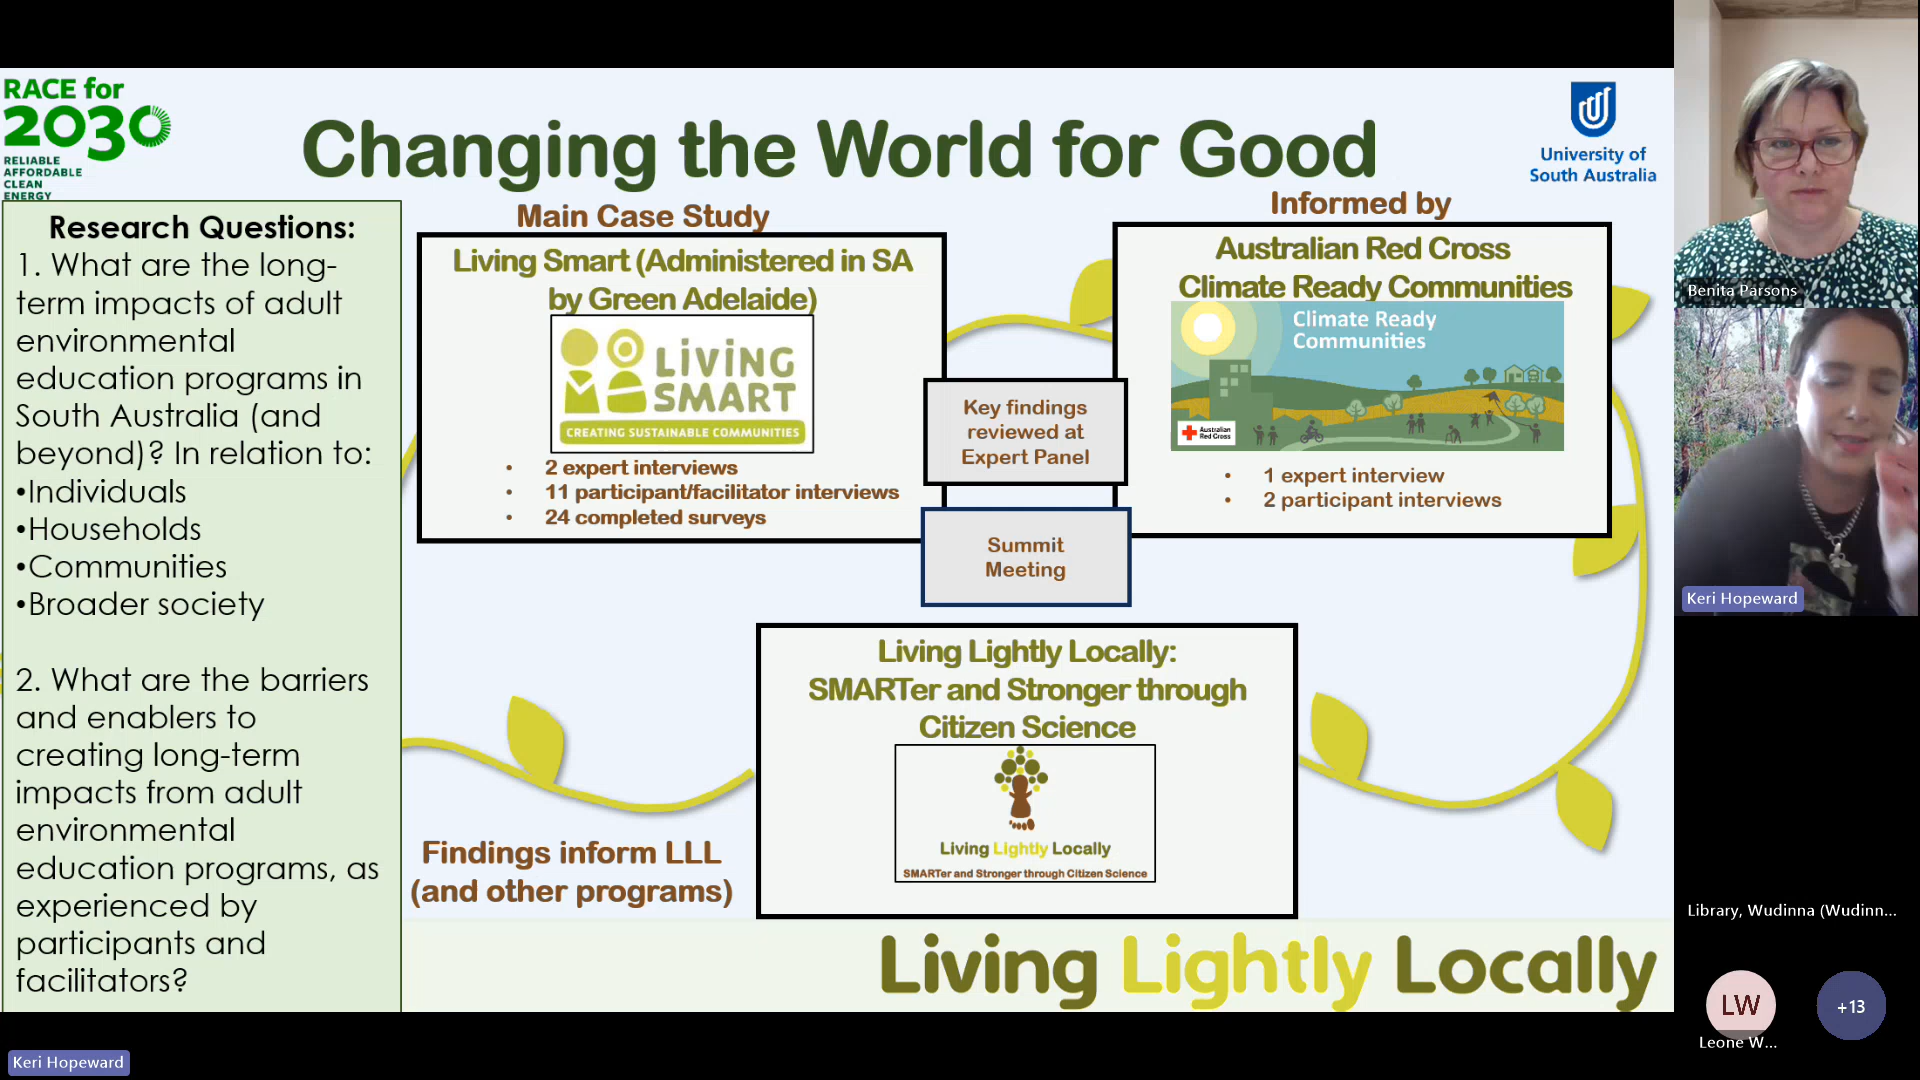 RACE for
2030
RELIABLE
AFFORDABLE
CLEAN
ENERGY
Changing the World for Good
University of
South Australia
Research Questions:
1. What are the long-
term impacts of adult
environmental
education programs in
South Australia (and
beyond)? In relation to:
•Individuals
•Households
•Communities
•Broader society
2. What are the barriers
and enablers to
creating long-term
impacts from adult
environmental
education programs, as
experienced by
participants and
facilitators?
Main Case Study
Living Smart (Administered in SA
by Green Adelaide)
LiViNG
SMART
CREATING SUSTAINABLE COMMUNITIES
• 2 expert interviews
• 11 participant/facilitator interviews
• 24 completed surveys
Key findings
reviewed at
Expert Panel
Summit
Meeting
Informed by
Australian Red Cross
Climate Ready Communities
Climate Ready
Communities
Australian
Red Cross
• 1 expert interview
• 2 participant interviews
Living Lightly Locally:
SMARTer and Stronger through
Citizen Science
Living Lightly Locally
SMARTer and Stronger through Citizen Science
Findings inform LLL
(and other programs)
Living Lightly Locally
Benita Parsons
Keri Hopeward
Library, Wudinna (Wudinn...
LW
Leone W...
+13
Keri Hopeward